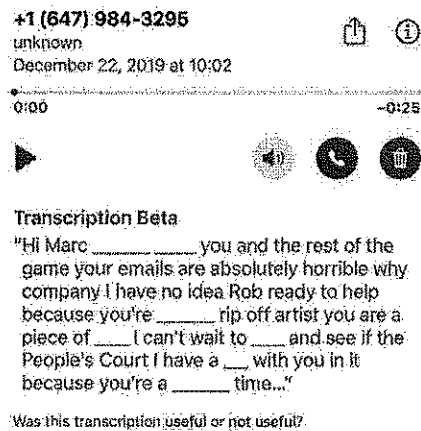 +1 (647) 984-3295
unknown
December 22, 2019 at 10:02
0:00 -0:25
Transcription Beta
"Hi Marc ______ _____ you and the rest of the
game your emails are absolutely horrible why
company I have no idea Rob ready to help
because you're ______ rip off artist you are a
piece of ____ I can't wait to ____ and see if the
People's Court I have a ___ with you in it
because you're a ______ time..."
Was this transcription useful or not useful?